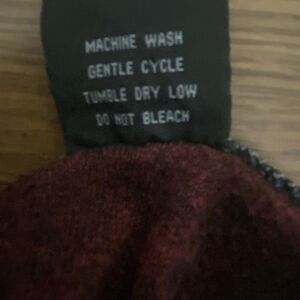 MACHINE WASH
GENTLE CYCLE
TUMBLE DRY LOW
DO NOT BLEACH